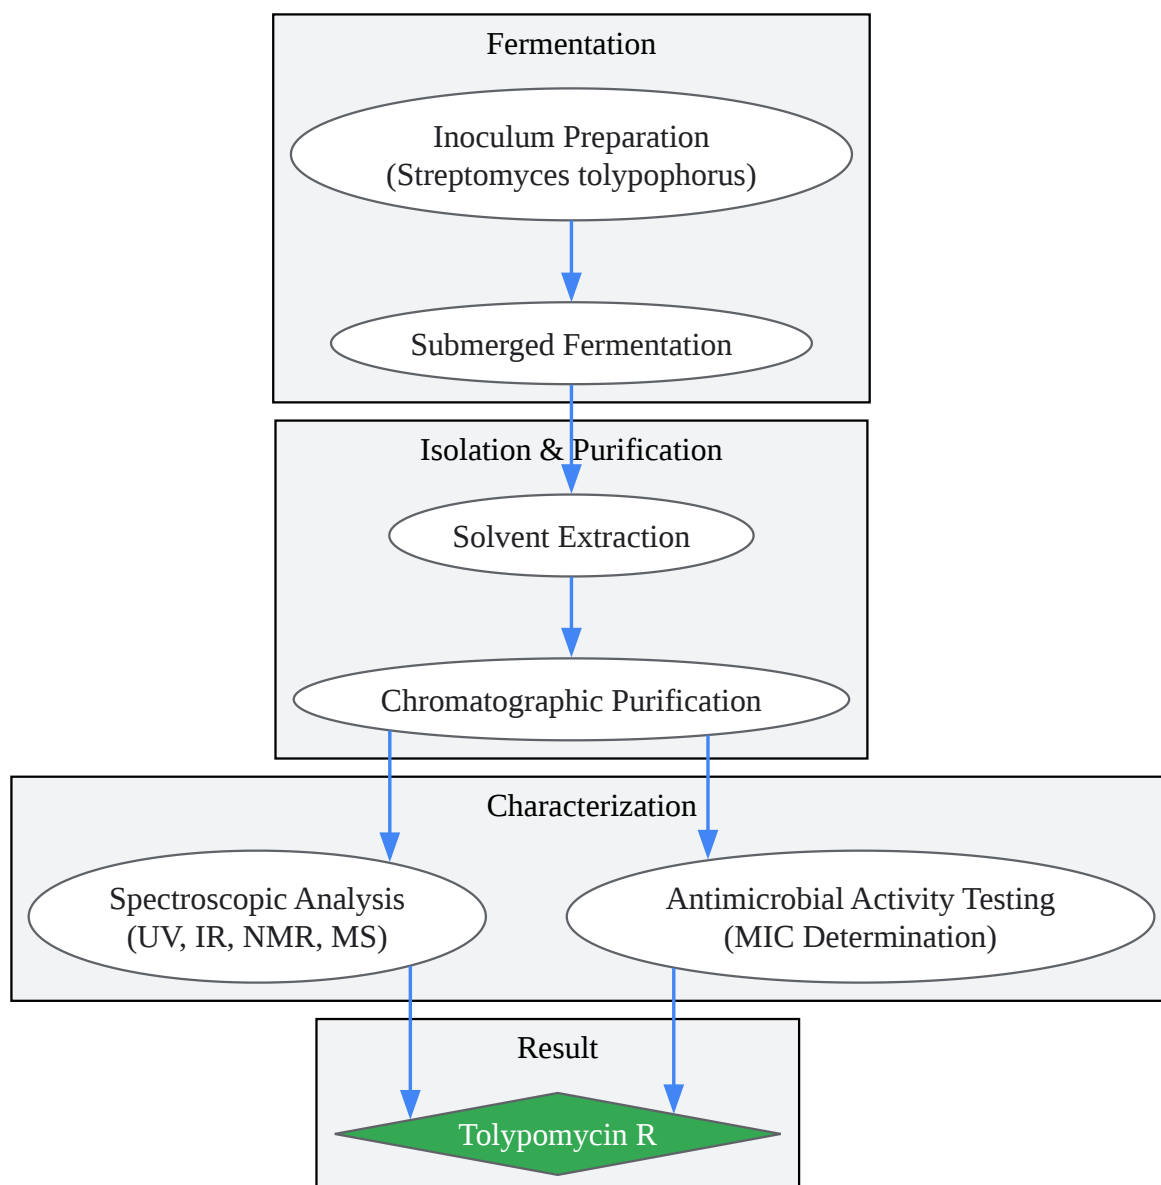 Fermentation
Inoculum Preparation
(Streptomyces tolypophorus)
Submerged Fermentation
Isolation & Purification
Solvent Extraction
Chromatographic Purification
Characterization
Spectroscopic Analysis
(UV, IR, NMR, MS)
Antimicrobial Activity Testing
(MIC Determination)
Result
Tolypomycin R